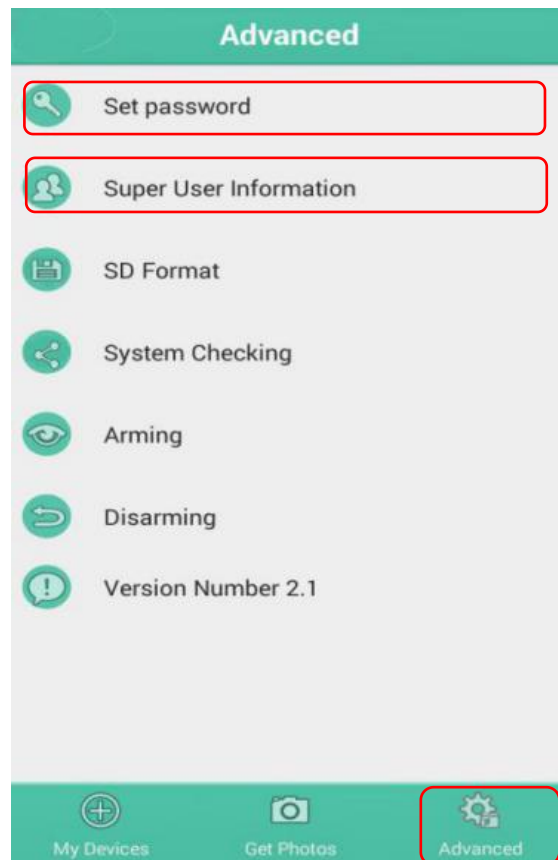 Advanced
Set password
Super User Information
SD Format
System Checking
Arming
Disarming
Version Number 2.1
My Devices
Get Photos
Advanced